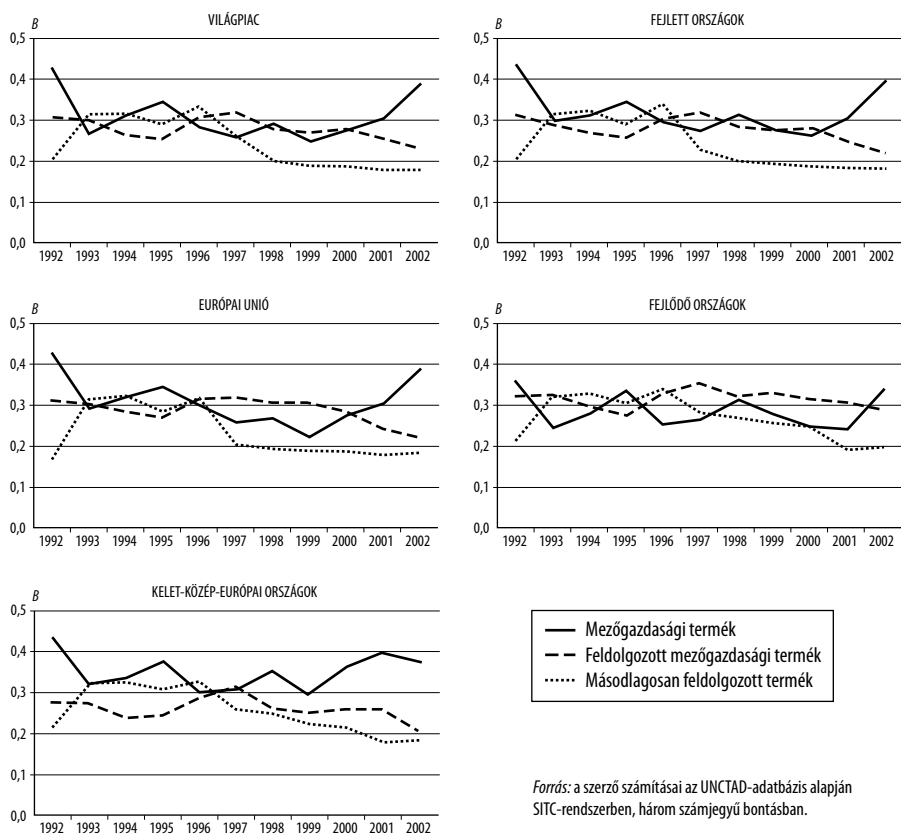 VILÁGPIAC
B
0,5
0,4
0,3
0,2
0,1
0,0
1992 1993 1994 1995 1996 1997 1998 1999 2000 2001 2002
FEJLETT ORSZÁGOK
B
0,5
0,4
0,3
0,2
0,1
0,0
1992 1993 1994 1995 1996 1997 1998 1999 2000 2001 2002
EURÓPAI UNIÓ
B
0,5
0,4
0,3
0,2
0,1
0,0
1992 1993 1994 1995 1996 1997 1998 1999 2000 2001 2002
FEJLŐDŐ ORSZÁGOK
B
0,5
0,4
0,3
0,2
0,1
0,0
1992 1993 1994 1995 1996 1997 1998 1999 2000 2001 2002
KELET-KÖZÉP-EURÓPAI ORSZÁGOK
B
0,5
0,4
0,3
0,2
0,1
0,0
1992 1993 1994 1995 1996 1997 1998 1999 2000 2001 2002
Mezőgazdasági termék
Feldolgozott mezőgazdasági termék
Másodlagosan feldolgozott termék
Forrás: a szerző számításai az UNCTAD-adatbázis alapján
SITC-rendszerben, három számjegyű bontásban.